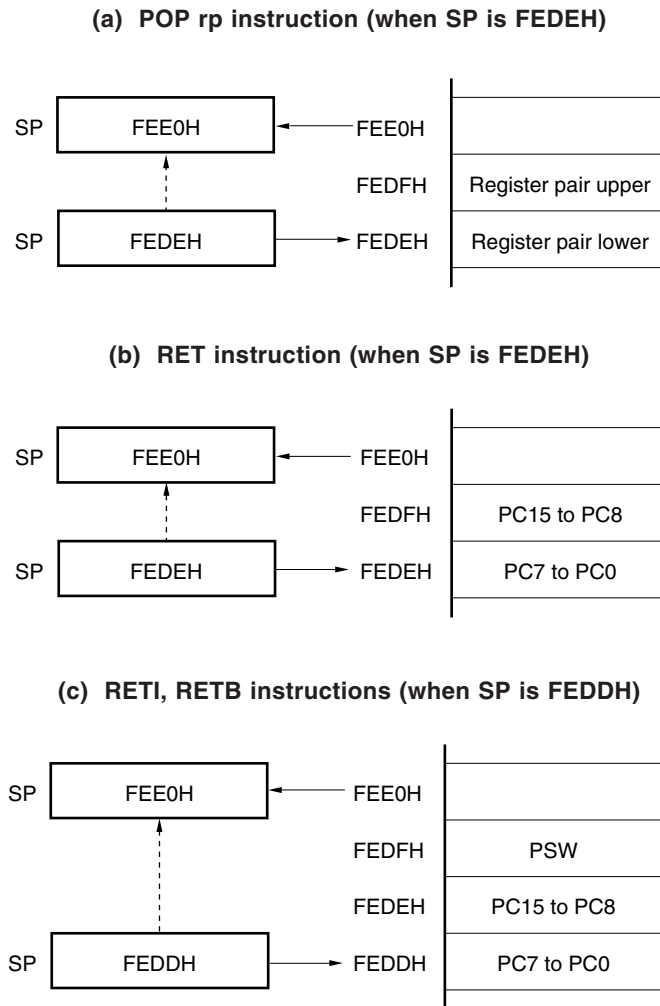 (a) POP rp instruction (when SP is FEDEH)
SP FEE0H FEE0H
FEDFH Register pair upper
SP FEDEH FEDEH Register pair lower
(b) RET instruction (when SP is FEDEH)
SP FEE0H FEE0H
FEDFH PC15 to PC8
SP FEDEH FEDEH PC7 to PC0
(c) RETI, RETB instructions (when SP is FEDDH)
SP FEE0H FEE0H
FEDFH PSW
FEDEH PC15 to PC8
SP FEDDH FEDDH PC7 to PC0